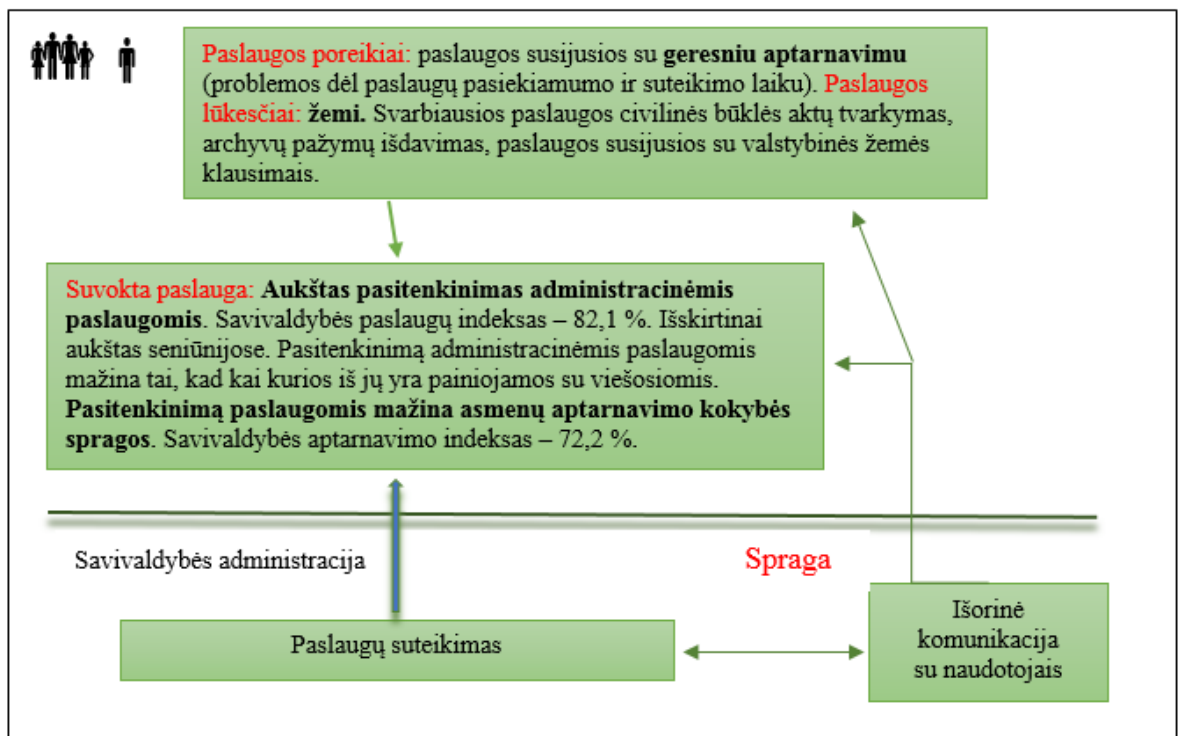 Paslaugos poreikiai: paslaugos susijusios su geresniu aptarnavimu
(problemos dėl paslaugų pasiekiamumo ir suteikimo laiku). Paslaugos
lūkesčiai: žemi. Svarbiausios paslaugos civilinės būklės aktų tvarkymas,
archyvų pažymų išdavimas, paslaugos susijusios su valstybinės žemės
klausimais.
Suvokta paslauga: Aukštas pasitenkinimas administracinėmis
paslaugomis. Savivaldybės paslaugų indeksas – 82,1 %. Išskirtinai
aukštas seniūnijose. Pasitenkinimą administracinėmis paslaugomis
mažina tai, kad kai kurios iš jų yra painiojamos su viešosiomis.
Pasitenkinimą paslaugomis mažina asmenų aptarnavimo kokybės
spragos. Savivaldybės aptarnavimo indeksas – 72,2 %.
Savivaldybės administracija
Spraga
Paslaugų suteikimas
Išorinė
komunikacija
su naudotojais